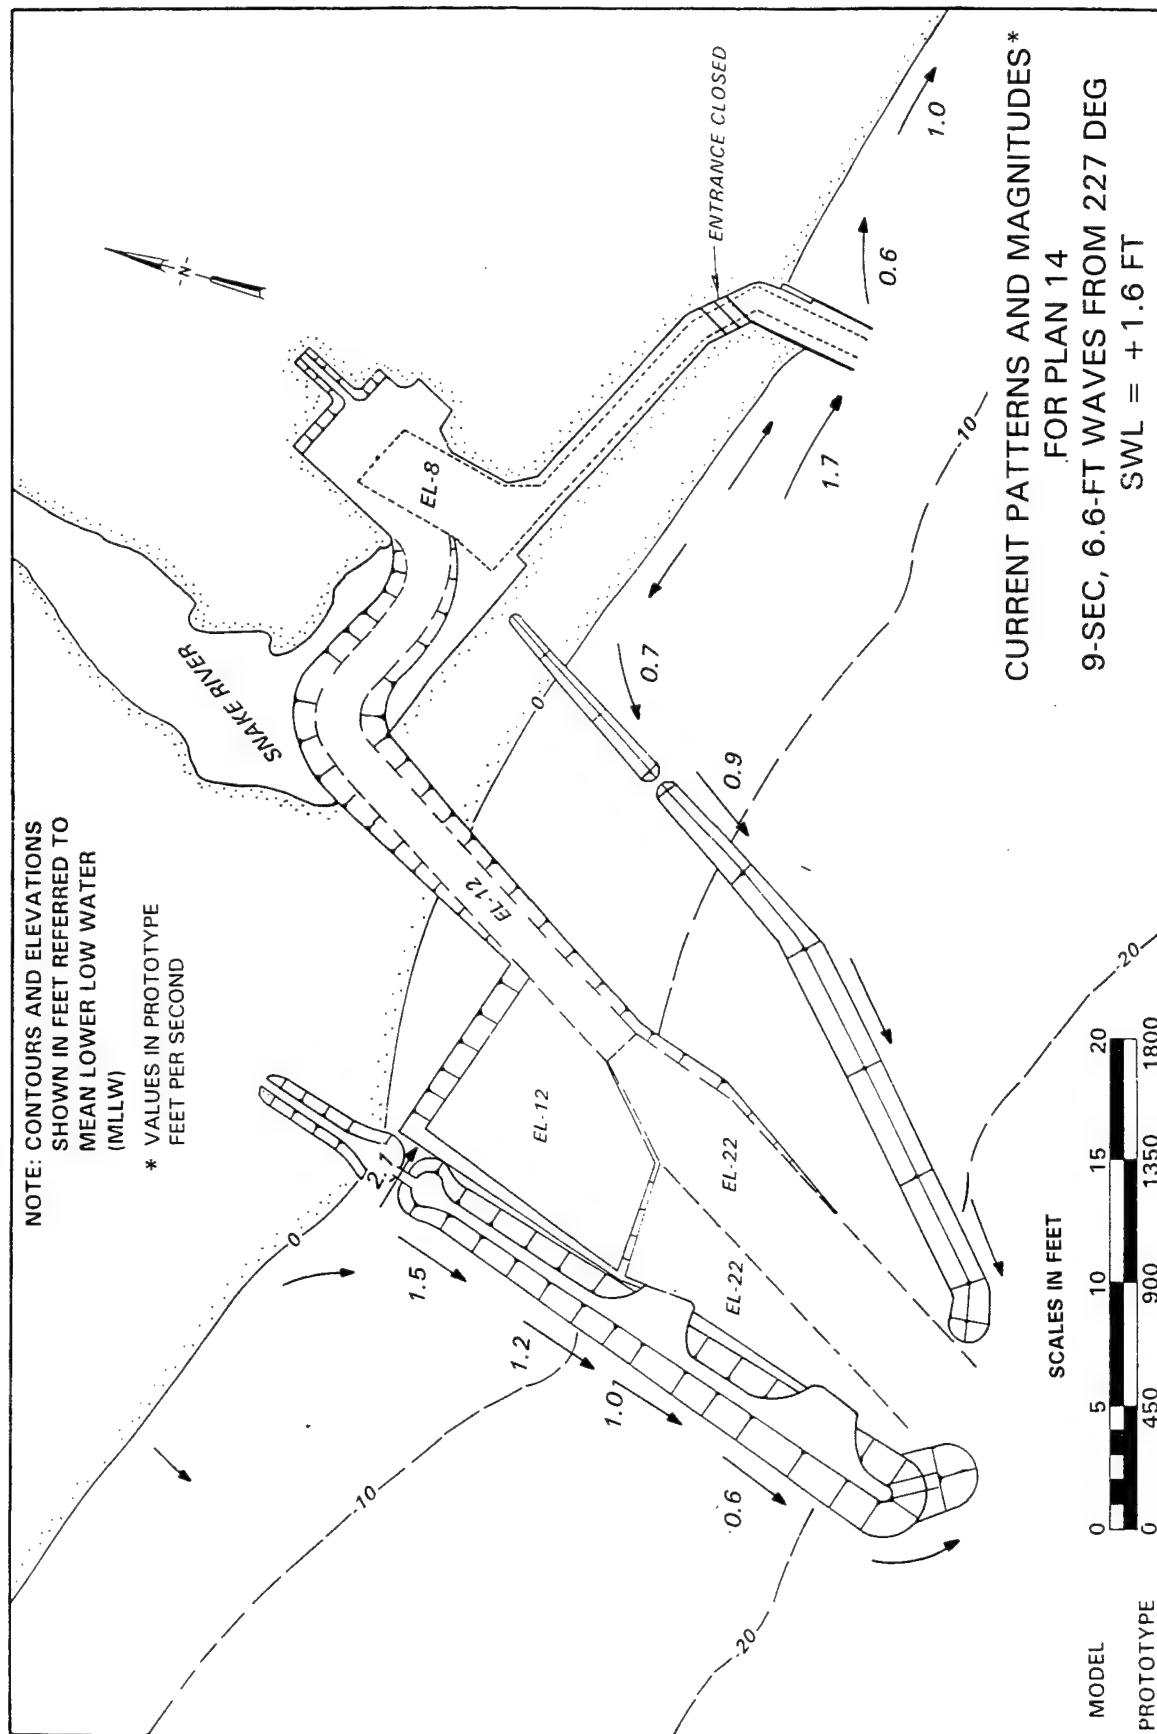 NOTE: CONTOURS AND ELEVATIONS
SHOWN IN FEET REFERRED TO
MEAN LOWER LOW WATER
(MLLW)
* VALUES IN PROTOTYPE
FEET PER SECOND
SNAKE RIVER
-N-
EL-8
ENTRANCE CLOSED
EL-12
EL-12
EL-22
EL-22
0
0
-10
-10
-20
-20
2.1
1.5
1.2
1.0
0.6
0.7
0.9
1.7
0.6
1.0
CURRENT PATTERNS AND MAGNITUDES*
FOR PLAN 14
9-SEC, 6.6-FT WAVES FROM 227 DEG
SWL = +1.6 FT
SCALES IN FEET
MODEL 0 5 10 15 20
PROTOTYPE 0 450 900 1350 1800